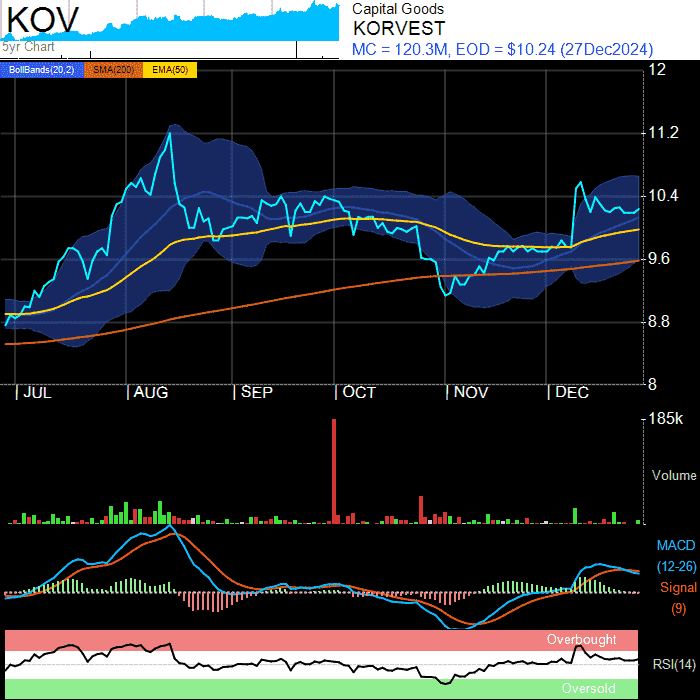 KOV
5yr Chart
Capital Goods
KORVEST
MC = 120.3M, EOD = $10.24 (27Dec2024)
BollBands(20,2) SMA(200) EMA(50)
12
11.2
10.4
9.6
8.8
8
JUL AUG SEP OCT NOV DEC
185k
Volume
MACD
(12-26)
Signal
(9)
Overbought
RSI(14)
Oversold